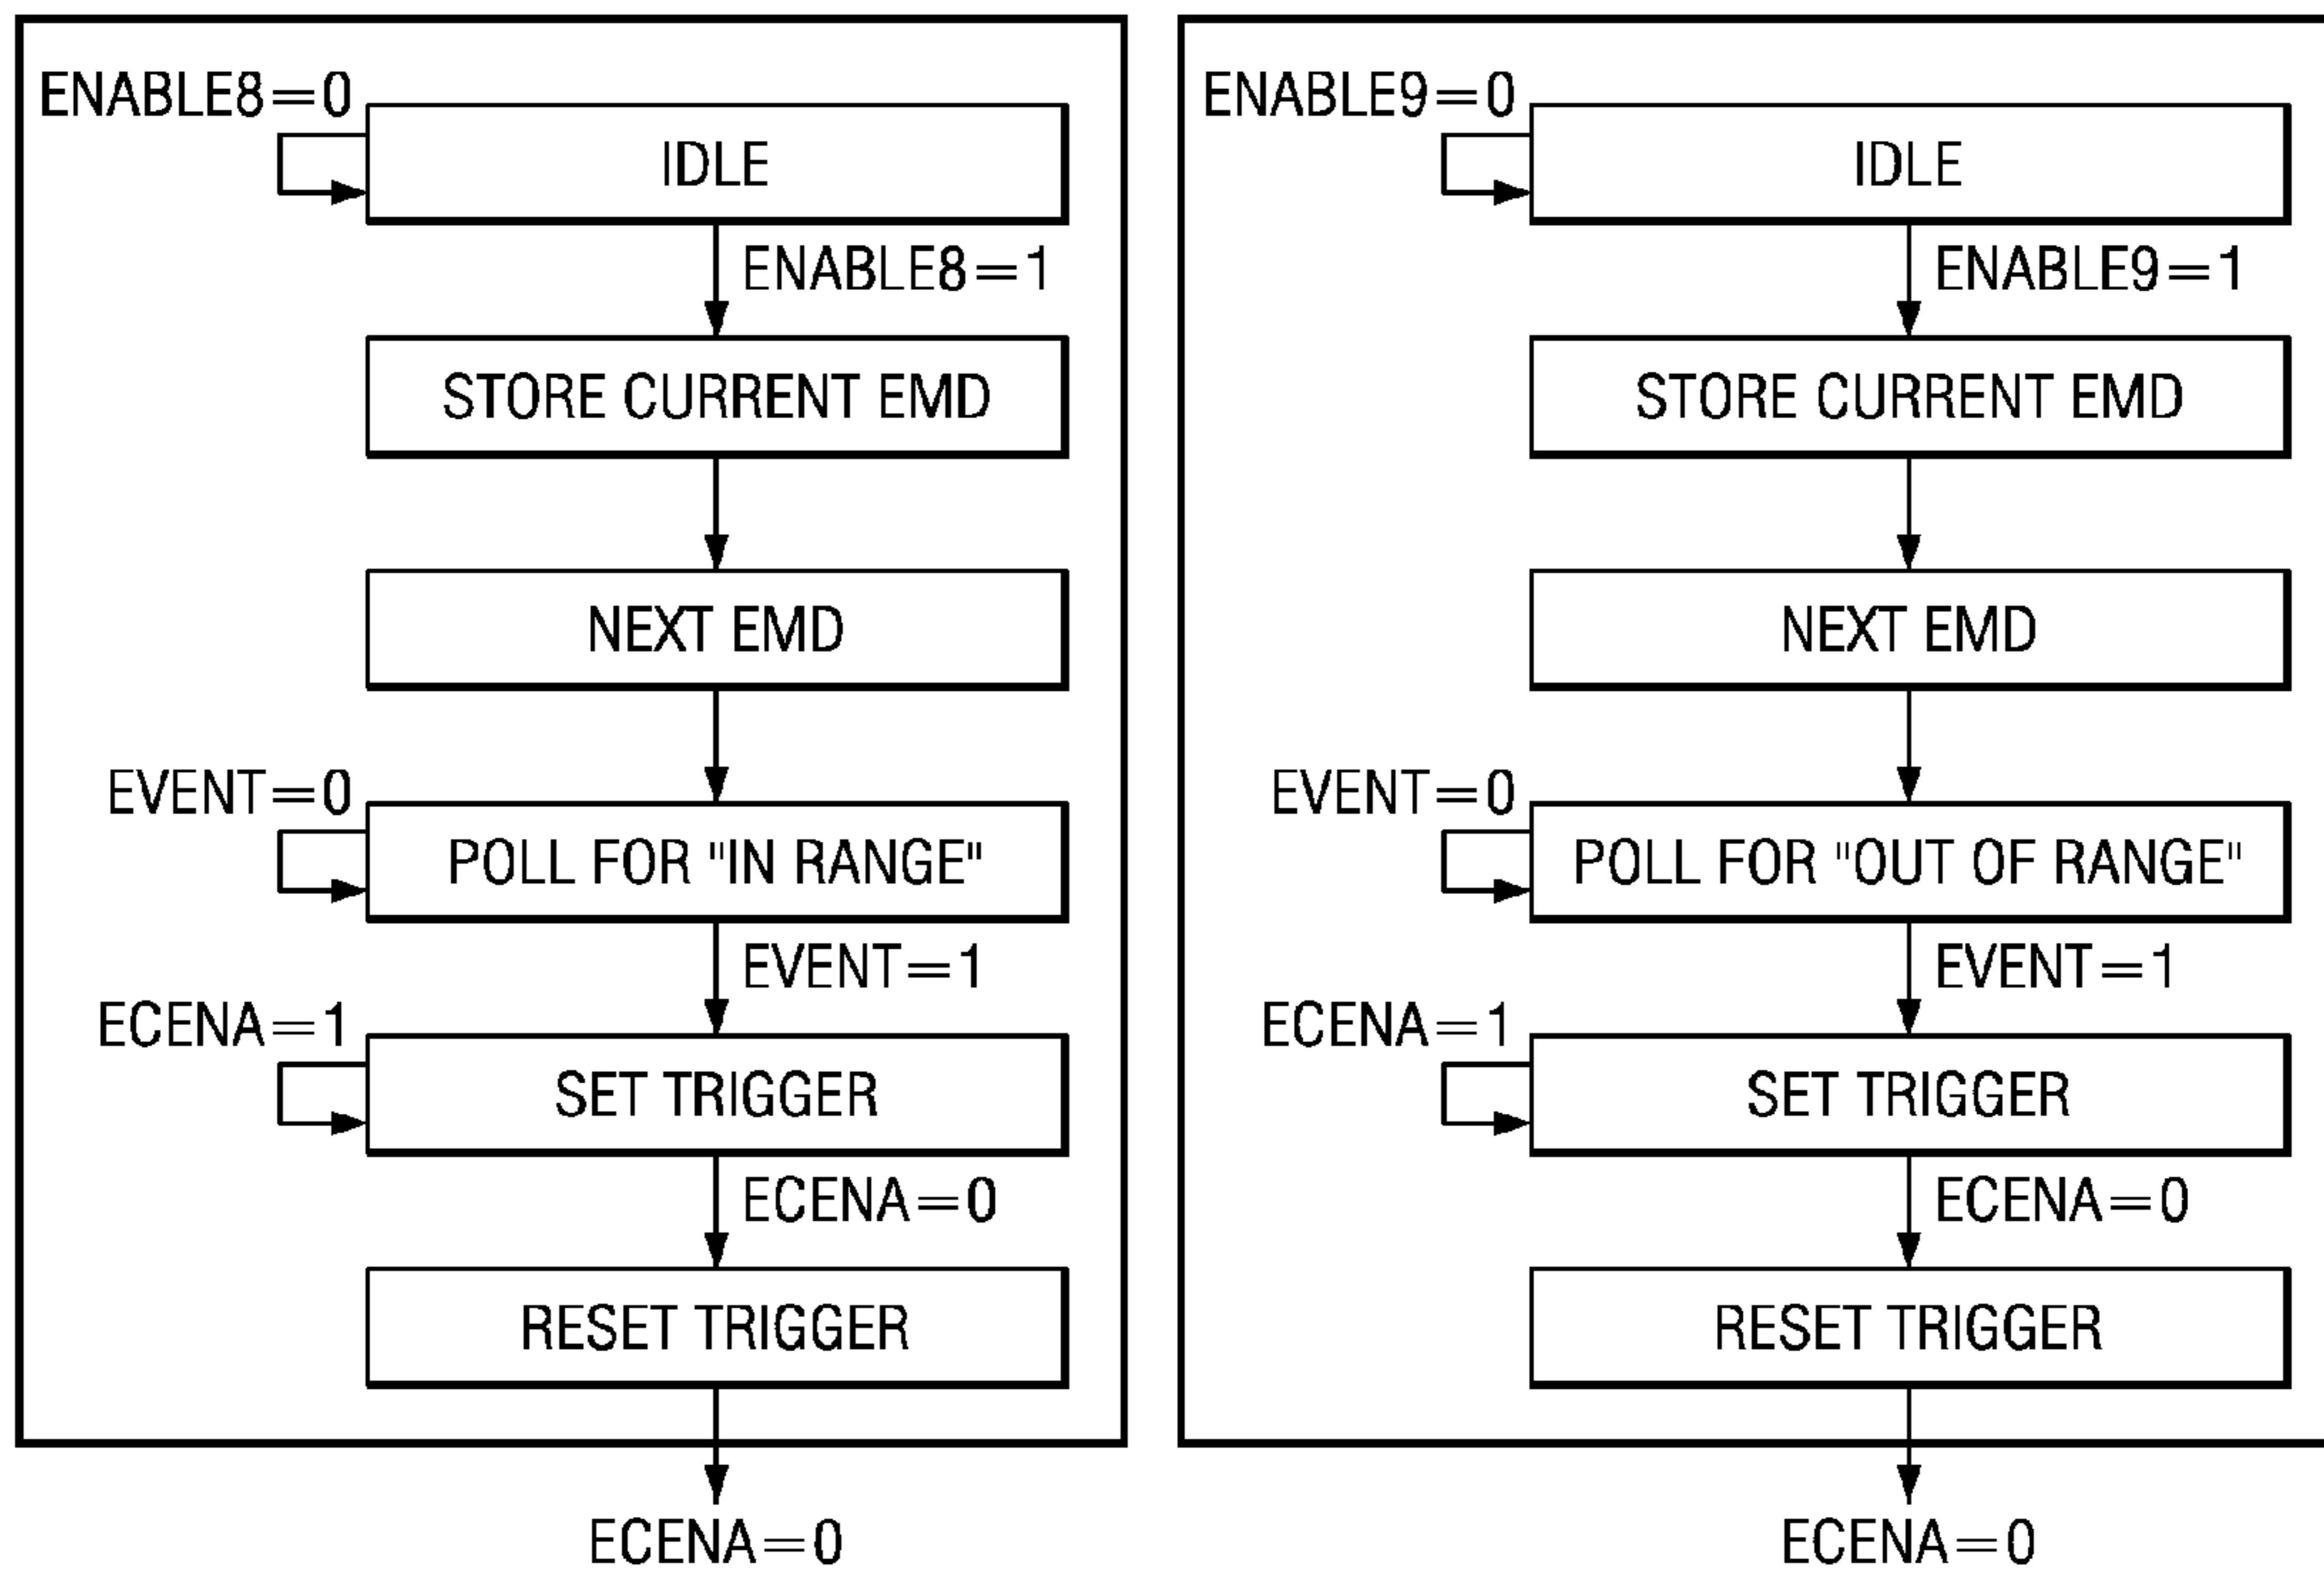 ENABLE8=0
IDLE
ENABLE8=1
STORE CURRENT EMD
NEXT EMD
EVENT=0
POLL FOR "IN RANGE"
EVENT=1
ECENA=1
SET TRIGGER
ECENA=0
RESET TRIGGER
ECENA=0
ENABLE9=0
IDLE
ENABLE9=1
STORE CURRENT EMD
NEXT EMD
EVENT=0
POLL FOR "OUT OF RANGE"
EVENT=1
ECENA=1
SET TRIGGER
ECENA=0
RESET TRIGGER
ECENA=0